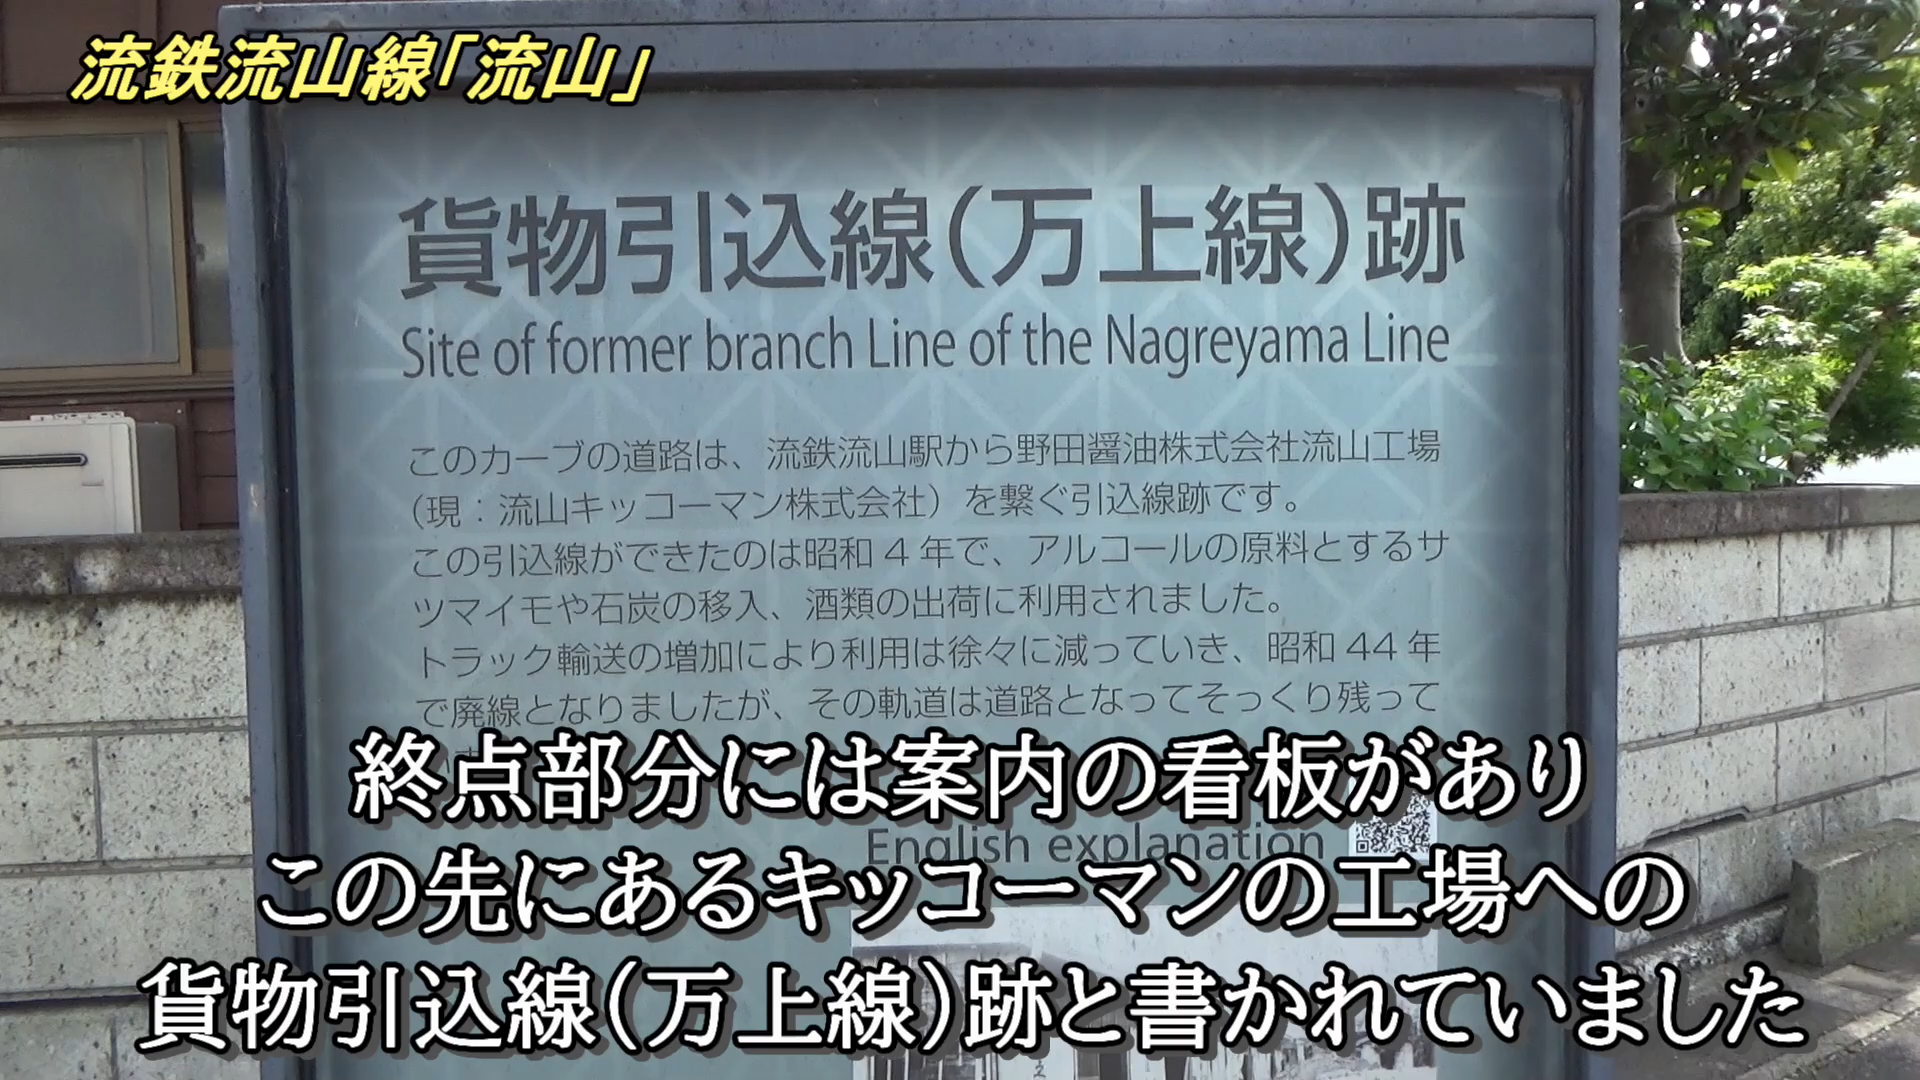 流鉄流山線「流山」
貨物引込線(万上線)跡
Site of former branch Line of the Nagreyama Line
このカーブの道路は、流鉄流山駅から野田醤油株式会社流山工場
(現:流山キッコーマン株式会社)を繋ぐ引込線跡です。
この引込線ができたのは昭和4年で、アルコールの原料とするサ
ツマイモや石炭の移入、酒類の出荷に利用されました。
トラック輸送の増加により利用は徐々に減っていき、昭和44年
で廃線となりましたが、その軌道は道路となってそっくり残って
終点部分には案内の看板があり
English explanation
この先にあるキッコーマンの工場への
貨物引込線(万上線)跡と書かれていました